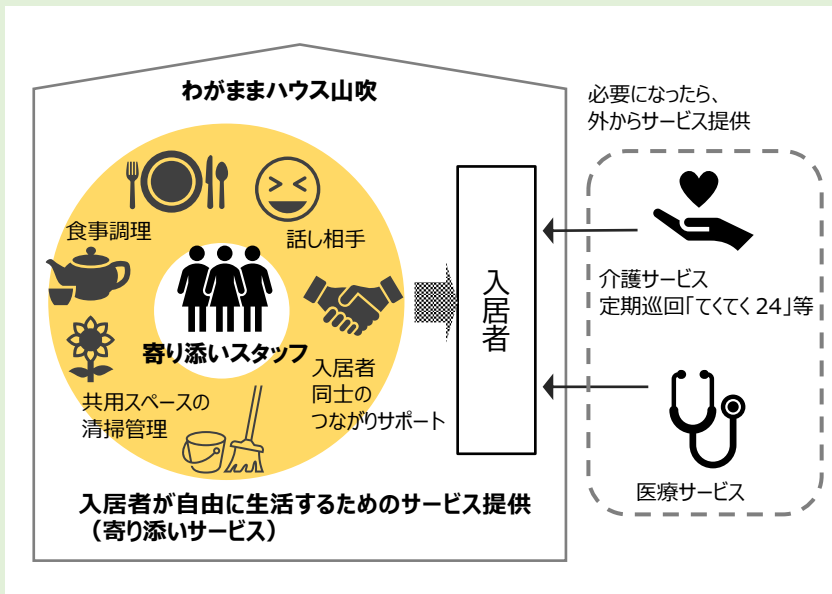 わがままハウス山吹
必要になったら、
外からサービス提供
食事調理
話し相手
寄り添いスタッフ
入居者
同士の
つながりサポート
共用スペースの
清掃管理
入居者
介護サービス
定期巡回「てくてく24」等
医療サービス
入居者が自由に生活するためのサービス提供
（寄り添いサービス）